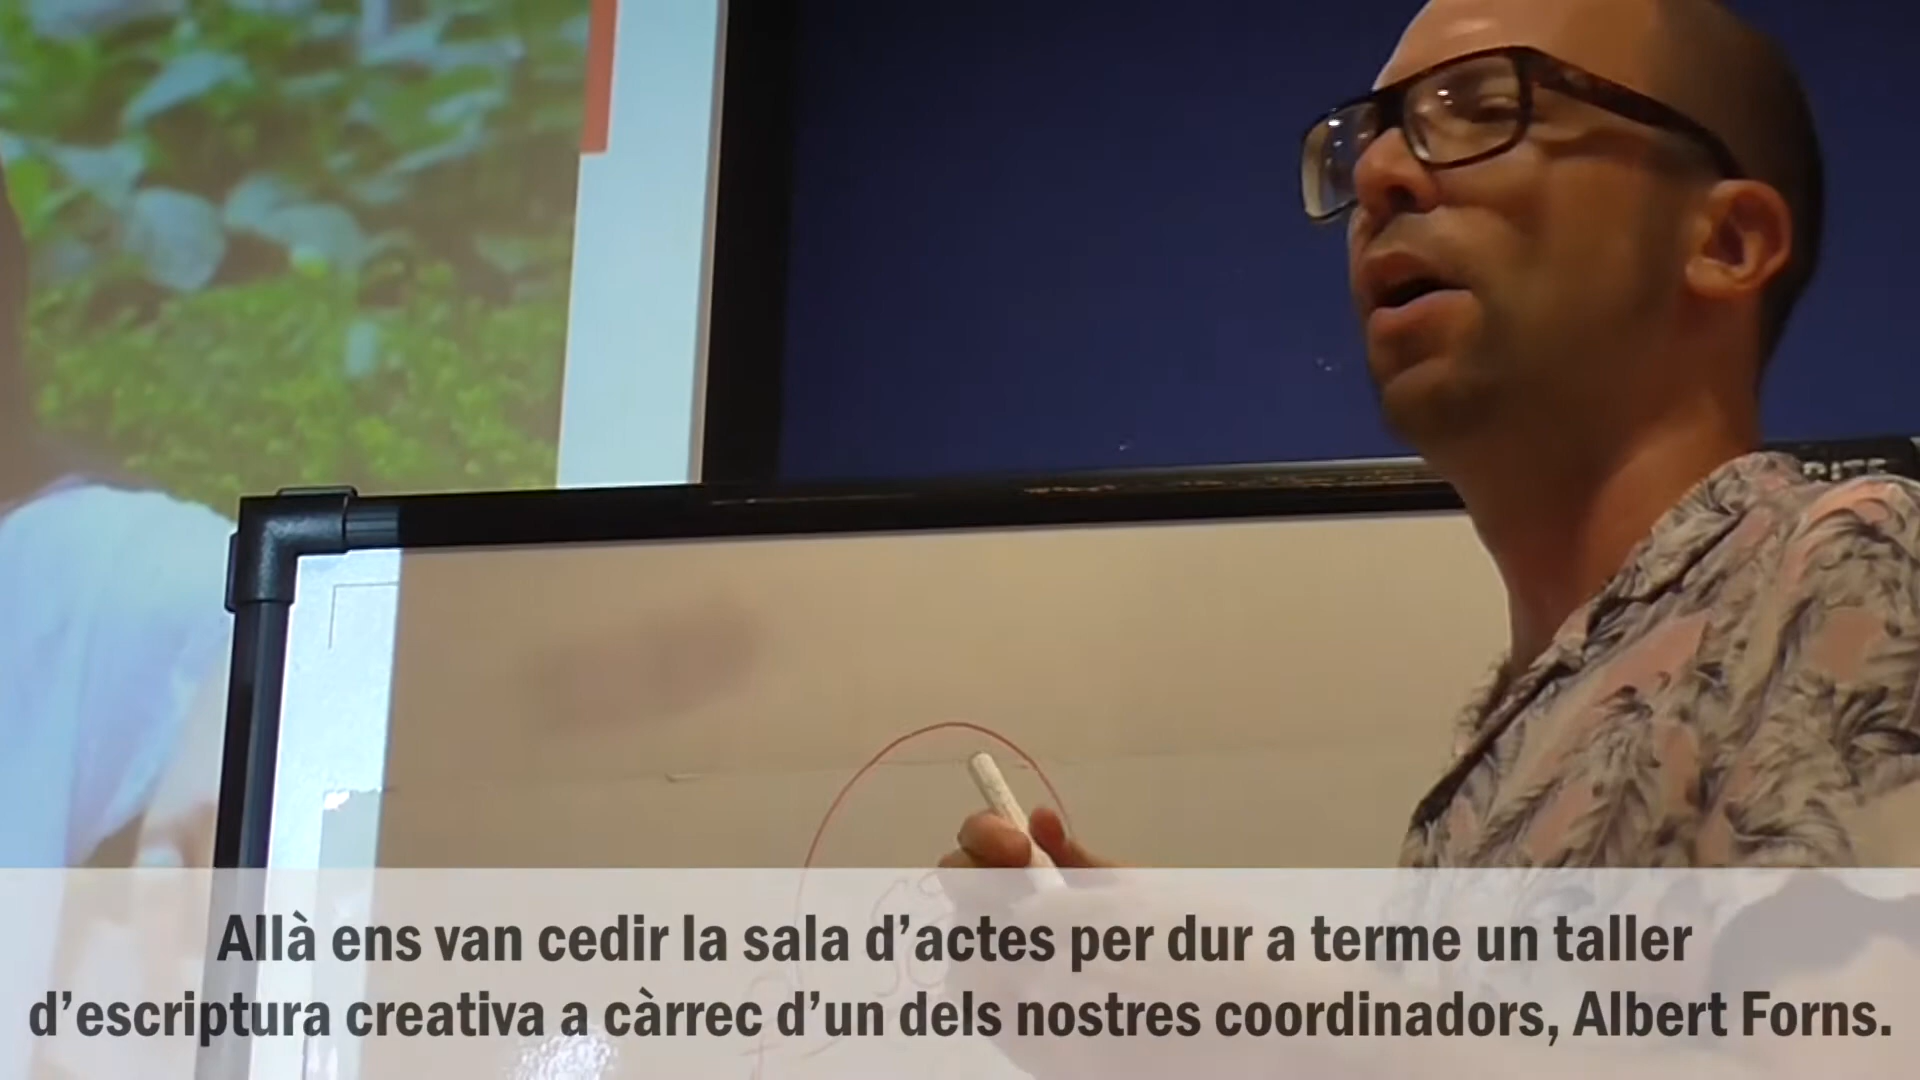 Allà ens van cedir la sala d’actes per dur a terme un taller
d’escriptura creativa a càrrec d’un dels nostres coordinadors, Albert Forns.